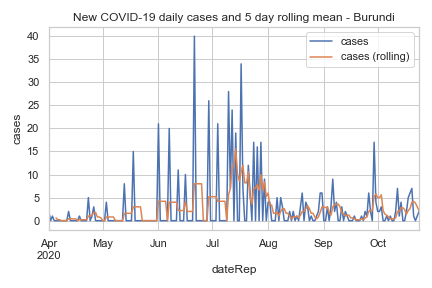 New COVID-19 daily cases and 5 day rolling mean - Burundi
cases
cases (rolling)
40
35
30
25
20
15
10
5
0
cases
Apr
2020
May
Jun
Jul
Aug
Sep
Oct
dateRep